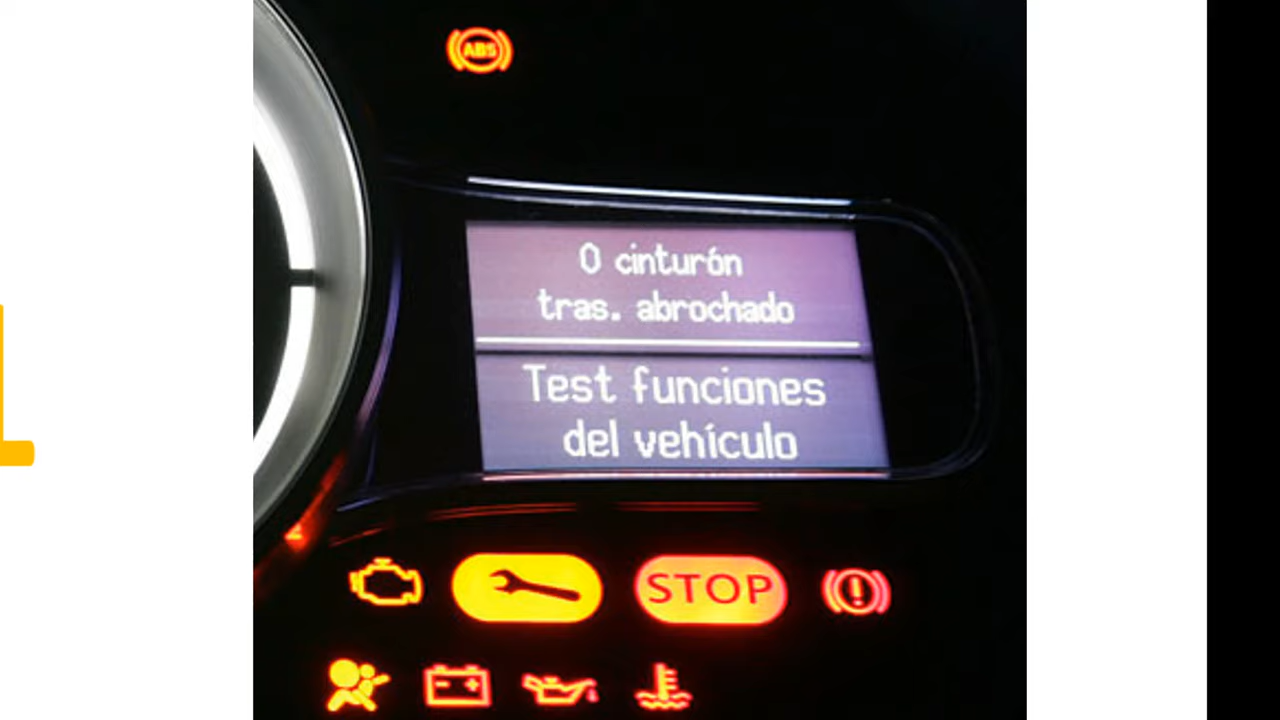 ABS
0 cinturón
tras. abrochado
Test funciones
del vehículo
STOP